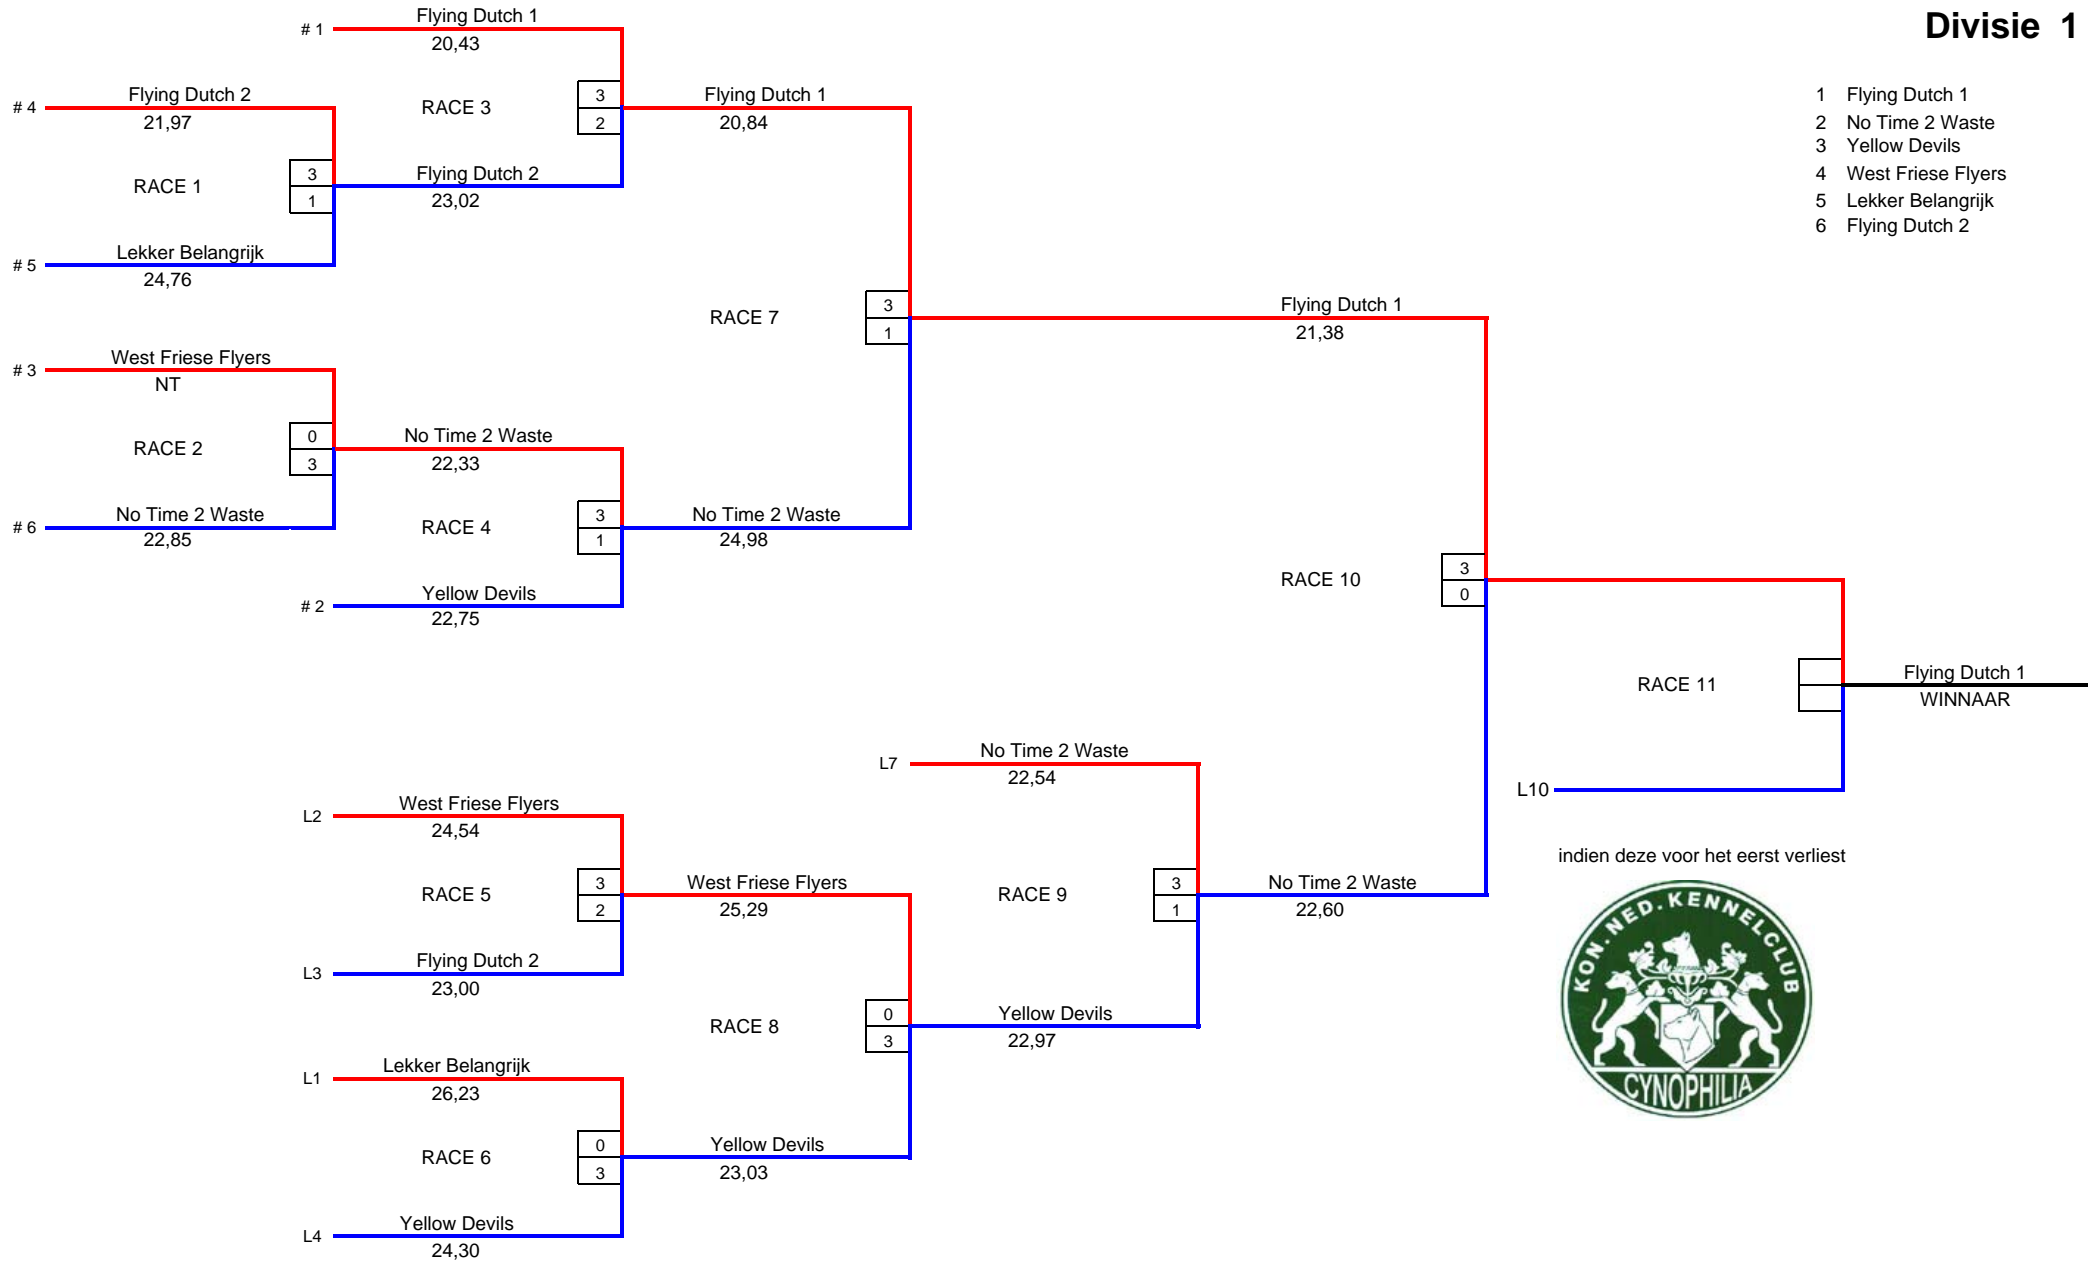 Divisie 1
1 Flying Dutch 1
2 No Time 2 Waste
3 Yellow Devils
4 West Friese Flyers
5 Lekker Belangrijk
6 Flying Dutch 2
# 1
Flying Dutch 1
20,43
# 4
Flying Dutch 2
21,97
RACE 3
3
2
Flying Dutch 1
20,84
RACE 1
3
1
Flying Dutch 2
23,02
# 5
Lekker Belangrijk
24,76
RACE 7
3
1
Flying Dutch 1
21,38
# 3
West Friese Flyers
NT
RACE 2
0
3
No Time 2 Waste
22,33
# 6
No Time 2 Waste
22,85
RACE 4
3
1
No Time 2 Waste
24,98
# 2
Yellow Devils
22,75
RACE 10
3
0
RACE 11
Flying Dutch 1
WINNAAR
L7
No Time 2 Waste
22,54
L10
indien deze voor het eerst verliest
L2
West Friese Flyers
24,54
RACE 5
3
2
West Friese Flyers
25,29
RACE 9
3
1
No Time 2 Waste
22,60
L3
Flying Dutch 2
23,00
RACE 8
0
3
Yellow Devils
22,97
L1
Lekker Belangrijk
26,23
RACE 6
0
3
Yellow Devils
23,03
L4
Yellow Devils
24,30
KON.NED.KENNELCLUB
CYNOPHILIA